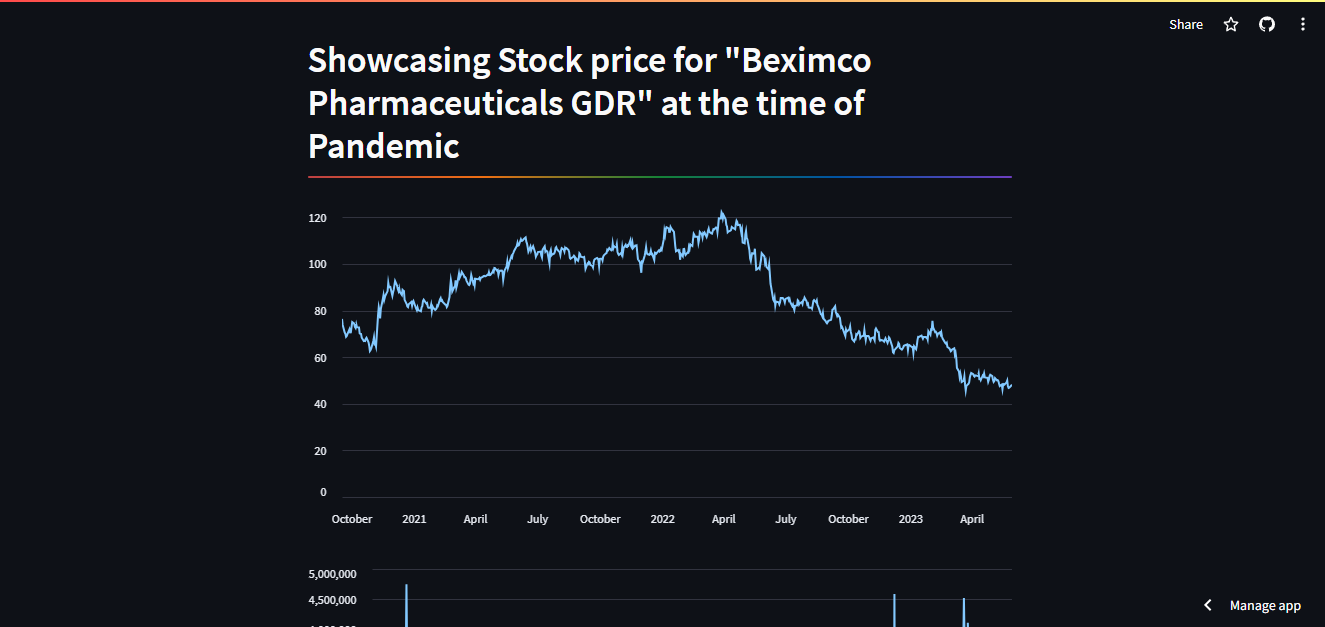 Share
Showcasing Stock price for "Beximco
Pharmaceuticals GDR" at the time of
Pandemic
120
100
80
60
40
20
0
October 2021 April July October 2022 April July October 2023 April
5,000,000
4,500,000
Manage app